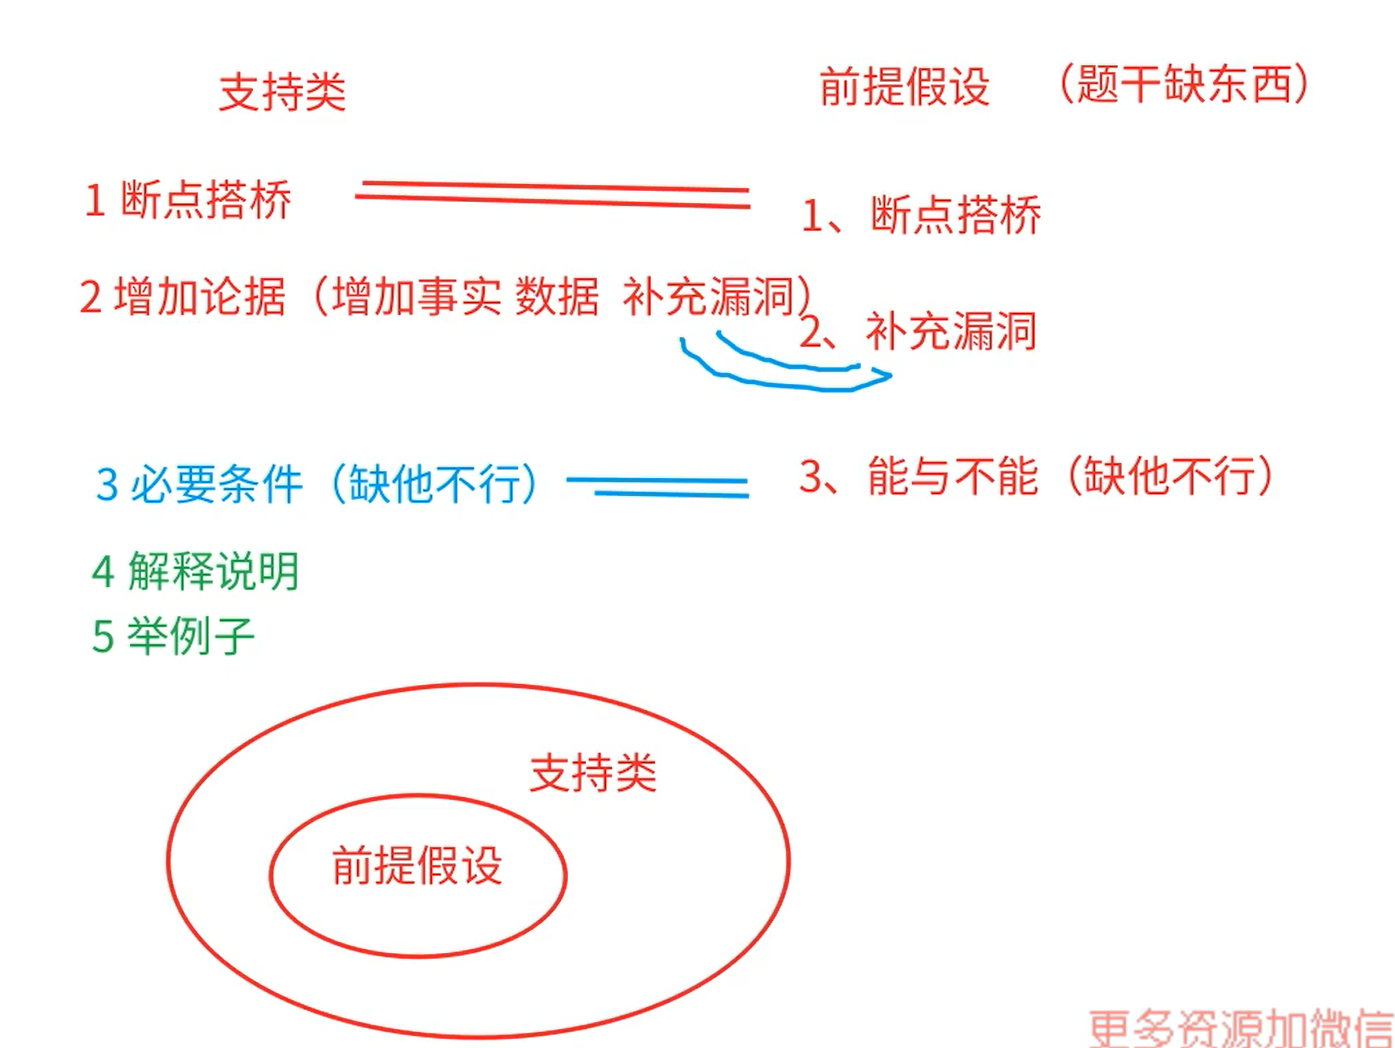 支持类
前提假设 （题干缺东西）
1 断点搭桥
1、断点搭桥
2 增加论据（增加事实 数据 补充漏洞）
2、补充漏洞
3 必要条件（缺他不行）
3、能与不能（缺他不行）
4 解释说明
5 举例子
支持类
前提假设
更多资源加微信